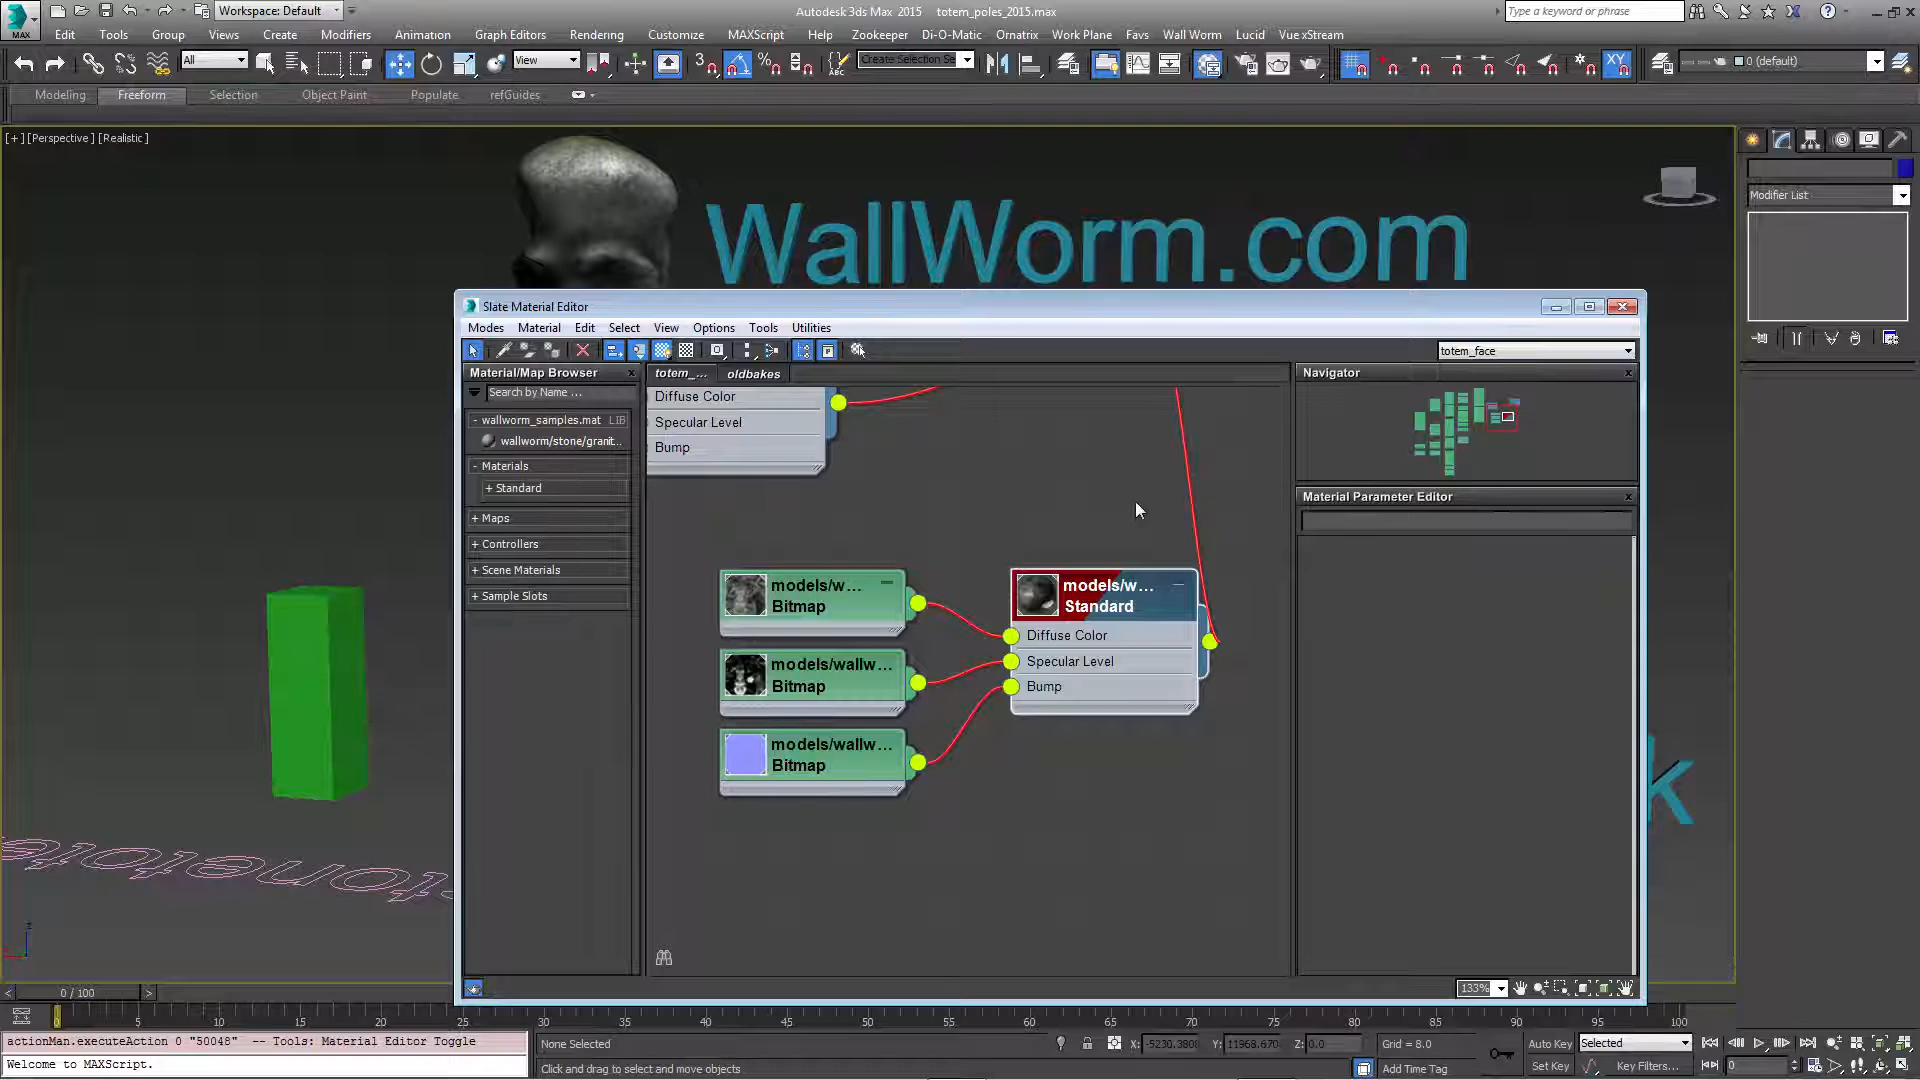 MAX
Workspace: Default
Autodesk 3ds Max 2015 totem_poles_2015.max
Type a keyword or phrase
Edit Tools Group Views Create Modifiers Animation Graph Editors Rendering Customize MAXScript Help Zookeeper Di-O-Matic Ornatrix Work Plane Favs Wall Worm Lucid Vue xStream
All View 3 Create Selection Se XY 0 (default)
Modeling Freeform Selection Object Paint Populate refGuides
[+] [Perspective] [Realistic]
WallWorm.com
Modifier List
Slate Material Editor
Modes Material Edit Select View Options Tools Utilities
totem_face
Material/Map Browser
Search by Name ...
- wallworm_samples.mat LIB
wallworm/stone/granit...
- Materials
+ Standard
+ Maps
+ Controllers
+ Scene Materials
+ Sample Slots
totem_... oldbakes
Diffuse Color
Specular Level
Bump
models/w...
Bitmap
models/wallw...
Bitmap
models/wallw...
Bitmap
models/w...
Standard
Diffuse Color
Specular Level
Bump
Navigator
Material Parameter Editor
k
133%
z
0 / 100
5 10 15 20 25 30 35 40 45 50 55 60 65 70 75 80 85 90 95 100
actionMan.executeAction 0 "50048" -- Tools: Material Editor Toggle
Welcome to MAXScript.
None Selected
Click and drag to select and move objects
X: -5230.3808 Y: 11968.670 Z: 0.0 Grid = 8.0
Add Time Tag
Auto Key Selected
Set Key Key Filters... 0